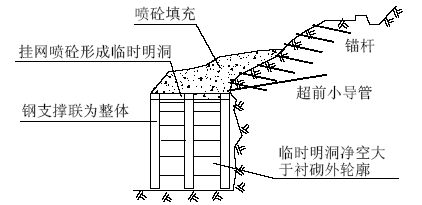 喷砼填充
挂网喷砼形成临时明洞
锚杆
超前小导管
钢支撑联为整体
临时明洞净空大
于衬砌外轮廓